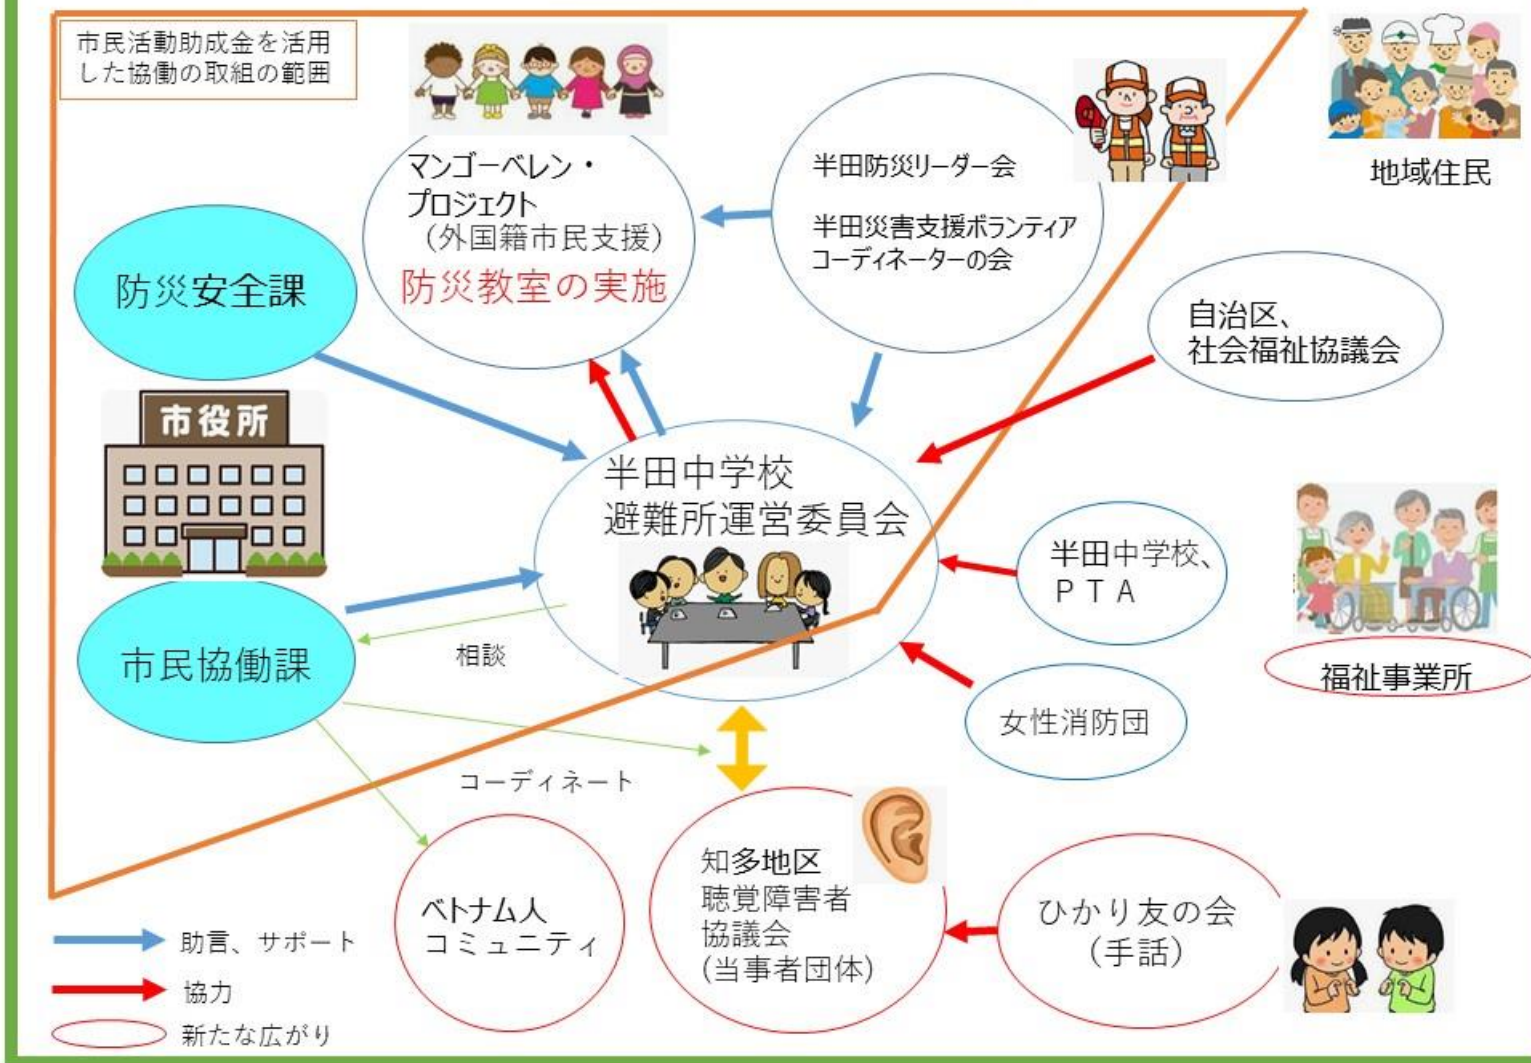 市民活動助成金を活用
した協働の取組の範囲
マンゴーベレン・
プロジェクト
（外国籍市民支援）
防災教室の実施
半田防災リーダー会
半田災害支援ボランティア
コーディネーターの会
地域住民
防災安全課
自治区、
社会福祉協議会
市役所
半田中学校
避難所運営委員会
半田中学校、
ＰＴＡ
市民協働課
相談
福祉事業所
女性消防団
コーディネート
ベトナム人
コミュニティ
知多地区
聴覚障害者
協議会
(当事者団体)
ひかり友の会
（手話）
助言、サポート
協力
新たな広がり